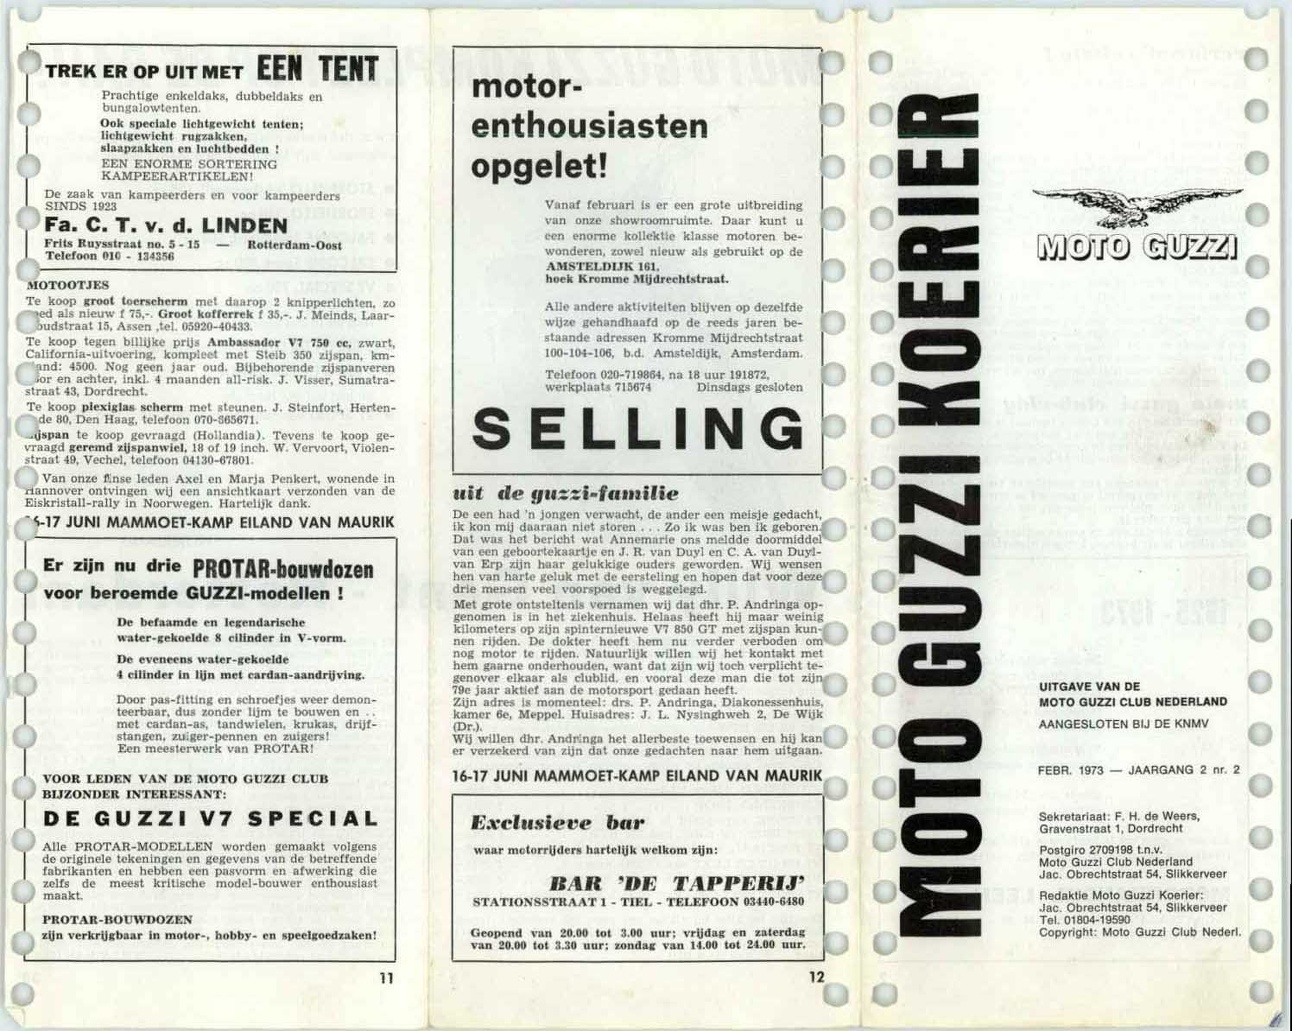 TREK ER OP UIT MET EEN TENT
Prachtige enkeldaks, dubbeldaks en
bungalowtenten.
Ook speciale lichtgewicht tenten;
lichtgewicht rugzakken,
slaapzakken en luchtbedden !
EEN ENORME SORTERING
KAMPEERARTIKELEN!
De zaak van kampeerders en voor kampeerders
SINDS 1923
Fa. C. T. v. d. LINDEN
Frits Ruysstraat no. 5 - 15 — Rotterdam-Oost
Telefoon 010 - 134356
MOTOOTJES
Te koop groot toerscherm met daarop 2 knipperlichten, zo
ed als nieuw f 75,-. Groot kofferrek f 35,-. J. Meinds, Laar-
oudstraat 15, Assen ,tel. 05920-40433.
Te koop tegen billijke prijs Ambassador V7 750 cc, zwart,
California-uitvoering, kompleet met Steib 350 zijspan, km-
and: 4500. Nog geen jaar oud. Bijbehorende zijspanveren
or en achter, inkl. 4 maanden all-risk. J. Visser, Sumatra-
straat 43, Dordrecht.
Te koop plexiglas scherm met steunen. J. Steinfort, Herten-
de 80, Den Haag, telefoon 070-865671.
ijspan te koop gevraagd (Hollandia). Tevens te koop ge-
vraagd geremd zijspanwiel, 18 of 19 inch. W. Vervoort, Violen-
straat 49, Vechel, telefoon 04130-67801.
Van onze finse leden Axel en Marja Penkert, wonende in
Hannover ontvingen wij een ansichtkaart verzonden van de
Eiskristall-rally in Noorwegen. Hartelijk dank.
16-17 JUNI MAMMOET-KAMP EILAND VAN MAURIK
Er zijn nu drie PROTAR-bouwdozen
voor beroemde GUZZI-modellen !
De befaamde en legendarische
water-gekoelde 8 cilinder in V-vorm.
De eveneens water-gekoelde
4 cilinder in lijn met cardan-aandrijving.
Door pas-fitting en schroefjes weer demon-
teerbaar, dus zonder lijm te bouwen en . .
met cardan-as, tandwielen, krukas, drijf-
stangen, zuiger-pennen en zuigers!
Een meesterwerk van PROTAR!
VOOR LEDEN VAN DE MOTO GUZZI CLUB
BIJZONDER INTERESSANT:
DE GUZZI V7 SPECIAL
Alle PROTAR-MODELLEN worden gemaakt volgens
de originele tekeningen en gegevens van de betreffende
fabrikanten en hebben een pasvorm en afwerking die
zelfs de meest kritische model-bouwer enthousiast
maakt.
PROTAR-BOUWDOZEN
zijn verkrijgbaar in motor-, hobby- en speelgoedzaken!
11
motor-
enthousiasten
opgelet!
Vanaf februari is er een grote uitbreiding
van onze showroomruimte. Daar kunt u
een enorme kollektie klasse motoren be-
wonderen, zowel nieuw als gebruikt op de
AMSTELDIJK 161,
hoek Kromme Mijdrechtstraat.
Alle andere aktiviteiten blijven op dezelfde
wijze gehandhaafd op de reeds jaren be-
staande adressen Kromme Mijdrechtstraat
100-104-106, b.d. Amsteldijk, Amsterdam.
Telefoon 020-719864, na 18 uur 191872,
werkplaats 715674 Dinsdags gesloten
SELLING
uit de guzzi-familie
De een had 'n jongen verwacht, de ander een meisje gedacht,
ik kon mij daaraan niet storen . . . Zo ik was ben ik geboren.
Dat was het bericht wat Annemarie ons meldde doormiddel
van een geboortekaartje en J. R. van Duyl en C. A. van Duyl-
van Erp zijn haar gelukkige ouders geworden. Wij wensen
hen van harte geluk met de eersteling en hopen dat voor deze
drie mensen veel voorspoed is weggelegd.
Met grote ontsteltenis vernamen wij dat dhr. P. Andringa op-
genomen is in het ziekenhuis. Helaas heeft hij maar weinig
kilometers op zijn spinternieuwe V7 850 GT met zijspan kun-
nen rijden. De dokter heeft hem nu verder verboden om
nog motor te rijden. Natuurlijk willen wij het kontakt met
hem gaarne onderhouden, want dat zijn wij toch verplicht te-
genover elkaar als clublid, en vooral deze man die tot zijn
79e jaar aktief aan de motorsport gedaan heeft.
Zijn adres is momenteel: drs. P. Andringa, Diakonessenhuis,
kamer 6e, Meppel. Huisadres: J. L. Nysinghweh 2, De Wijk
(Dr.).
Wij willen dhr. Andringa het allerbeste toewensen en hij kan
er verzekerd van zijn dat onze gedachten naar hem uitgaan.
16-17 JUNI MAMMOET-KAMP EILAND VAN MAURIK
Exclusieve bar
waar motorrijders hartelijk welkom zijn:
BAR 'DE TAPPERIJ'
STATIONSSTRAAT 1 - TIEL - TELEFOON 03440-6480
Geopend van 20.00 tot 3.00 uur; vrijdag en zaterdag
van 20.00 tot 3.30 uur; zondag van 14.00 tot 24.00 uur.
12
MOTO GUZZI KOERIER
MOTO GUZZI
UITGAVE VAN DE
MOTO GUZZI CLUB NEDERLAND
AANGESLOTEN BIJ DE KNMV
FEBR. 1973 — JAARGANG 2 nr. 2
Sekretariaat: F. H. de Weers,
Gravenstraat 1, Dordrecht
Postgiro 2709198 t.n.v.
Moto Guzzi Club Nederland
Jac. Obrechtstraat 54, Slikkerveer
Redaktie Moto Guzzi Koerier:
Jac. Obrechtstraat 54, Slikkerveer
Tel. 01804-19590
Copyright: Moto Guzzi Club Nederl.